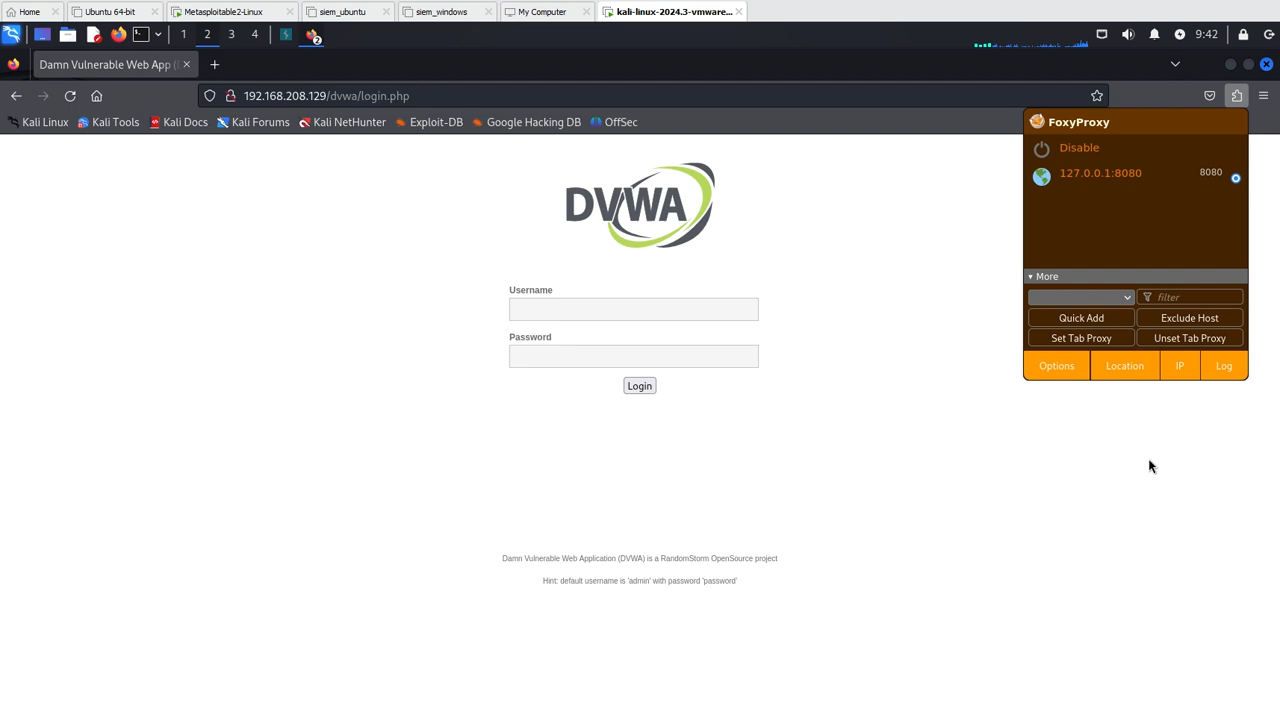 Home
Ubuntu 64-bit
Metasploitable2-Linux
siem_ubuntu
siem_windows
My Computer
kali-linux-2024.3-vmware...
1 2 3 4
2
9:42
Damn Vulnerable Web App (
192.168.208.129/dvwa/login.php
Kali Linux
Kali Tools
Kali Docs
Kali Forums
Kali NetHunter
Exploit-DB
Google Hacking DB
OffSec
FoxyProxy
Disable
127.0.0.1:8080 8080
More
filter
Quick Add
Exclude Host
Set Tab Proxy
Unset Tab Proxy
Options
Location
IP
Log
DVWA
Username
Password
Login
Damn Vulnerable Web Application (DVWA) is a RandomStorm OpenSource project
Hint: default username is 'admin' with password 'password'